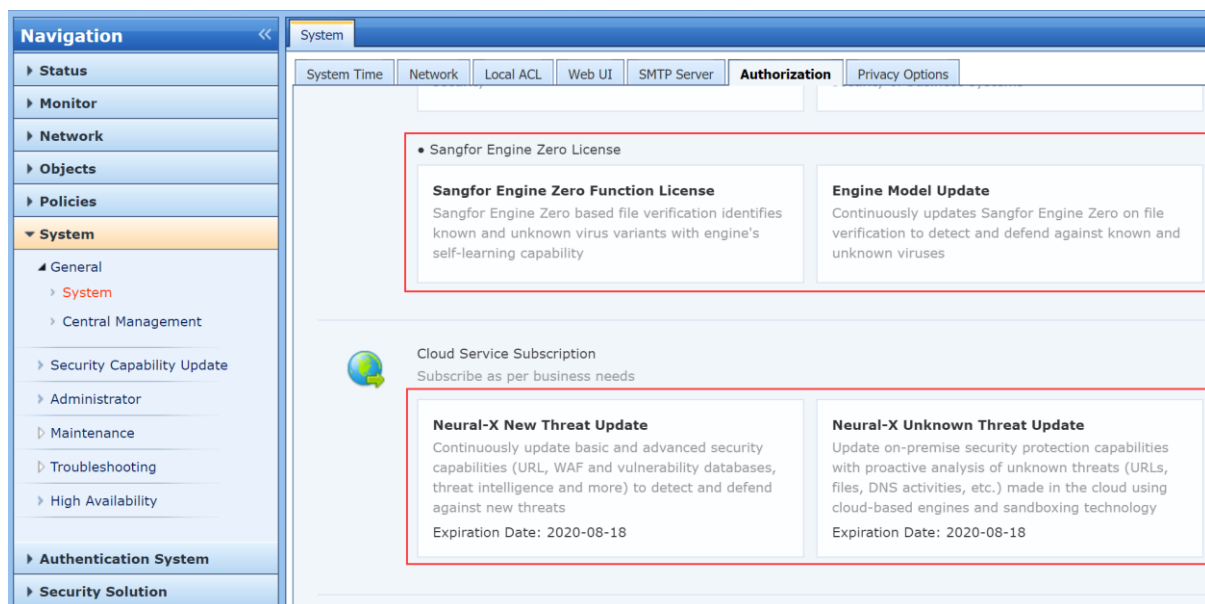 Navigation
Status
Monitor
Network
Objects
Policies
System
General
System
Central Management
Security Capability Update
Administrator
Maintenance
Troubleshooting
High Availability
Authentication System
Security Solution
System
System Time
Network
Local ACL
Web UI
SMTP Server
Authorization
Privacy Options
• Sangfor Engine Zero License
Sangfor Engine Zero Function License
Sangfor Engine Zero based file verification identifies
known and unknown virus variants with engine's
self-learning capability
Engine Model Update
Continuously updates Sangfor Engine Zero on file
verification to detect and defend against known and
unknown viruses
Cloud Service Subscription
Subscribe as per business needs
Neural-X New Threat Update
Continuously update basic and advanced security
capabilities (URL, WAF and vulnerability databases,
threat intelligence and more) to detect and defend
against new threats
Expiration Date: 2020-08-18
Neural-X Unknown Threat Update
Update on-premise security protection capabilities
with proactive analysis of unknown threats (URLs,
files, DNS activities, etc.) made in the cloud using
cloud-based engines and sandboxing technology
Expiration Date: 2020-08-18